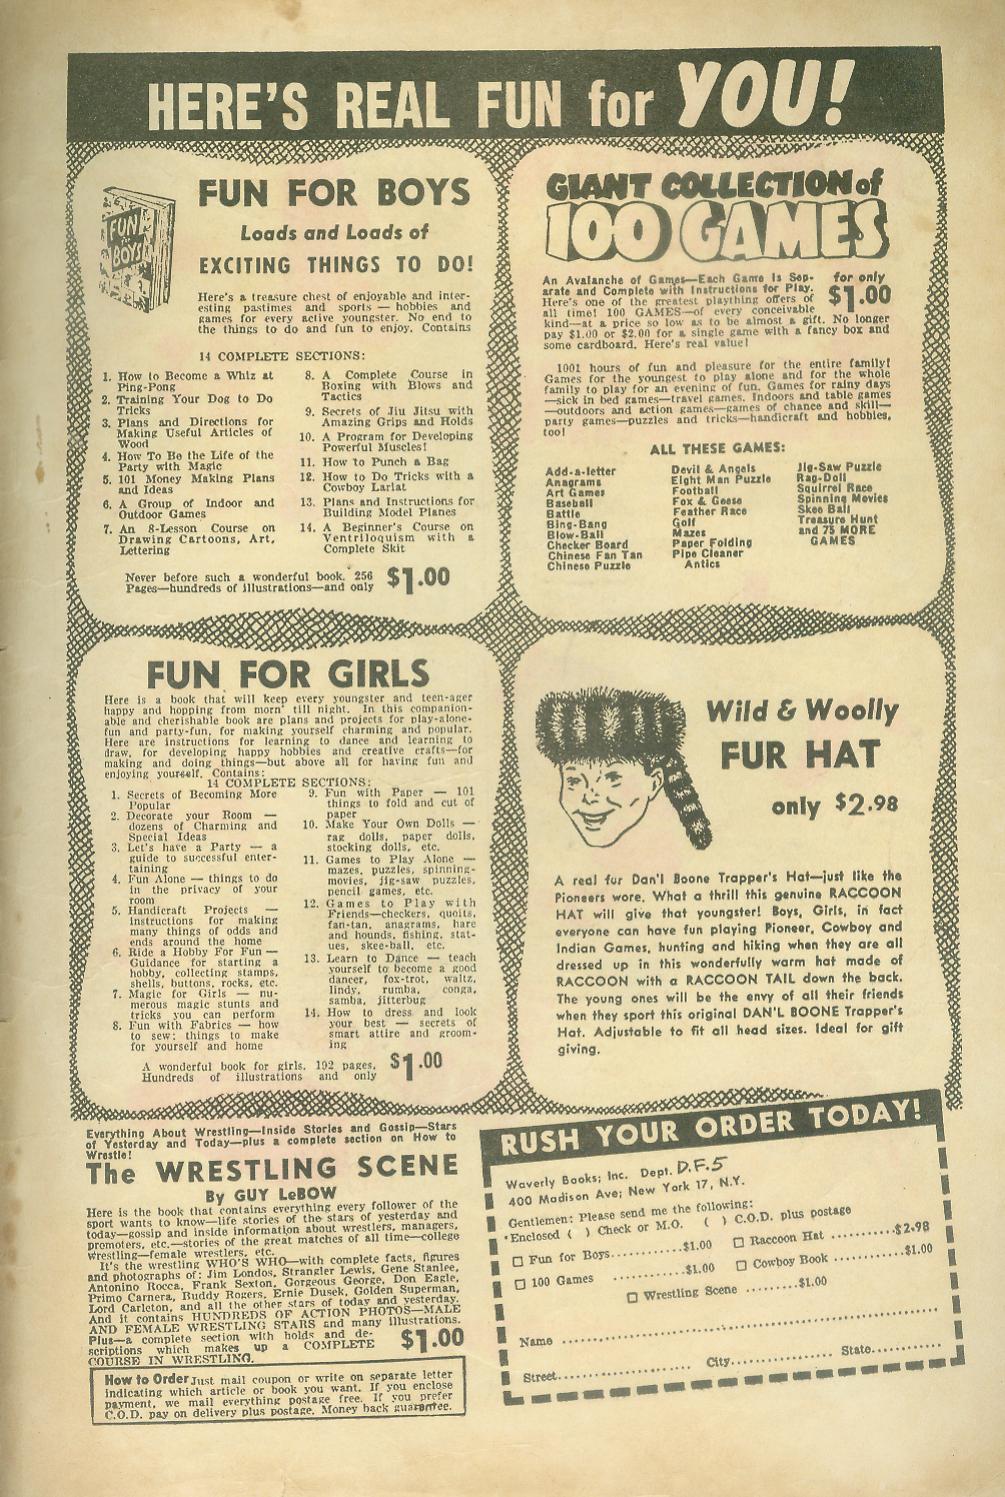 HERE'S REAL FUN for YOU!
FUN FOR BOYS
FUN
for
BOYS
Loads and Loads of
EXCITING THINGS TO DO!
Here's a treasure chest of enjoyable and inter-
esting pastimes and sports — hobbies and
games for every active youngster. No end to
the things to do and fun to enjoy. Contains
14 COMPLETE SECTIONS:
1. How to Become a Whiz at
Ping-Pong
2. Training Your Dog to Do
Tricks
3. Plans and Directions for
Making Useful Articles of
Wood
4. How To Be the Life of the
Party with Magic
5. 101 Money Making Plans
and Ideas
6. A Group of Indoor and
Outdoor Games
7. An 8-Lesson Course on
Drawing Cartoons, Art,
Lettering
8. A Complete Course in
Boxing with Blows and
Tactics
9. Secrets of Jiu Jitsu with
Amazing Grips and Holds
10. A Program for Developing
Powerful Muscles!
11. How to Punch a Bag
12. How to Do Tricks with a
Cowboy Lariat
13. Plans and Instructions for
Building Model Planes
14. A Beginner's Course on
Ventriloquism with a
Complete Skit
Never before such a wonderful book. 256
Pages—hundreds of illustrations—and only $1.00
GIANT COLLECTION of
100 GAMES
An Avalanche of Games—Each Game Is Sep-
arate and Complete with Instructions for Play.
Here's one of the greatest plaything offers of
all time! 100 GAMES—of every conceivable
kind—at a price so low as to be almost a gift. No longer
pay $1.00 or $2.00 for a single game with a fancy box and
some cardboard. Here's real value!
for only
$1.00
1001 hours of fun and pleasure for the entire family!
Games for the youngest to play alone and for the whole
family to play for an evening of fun. Games for rainy days
—sick in bed games—travel games. Indoors and table games
—outdoors and action games—games of chance and skill—
party games—puzzles and tricks—handicraft and hobbies,
too!
ALL THESE GAMES:
Add-a-letter
Anagrams
Art Games
Baseball
Battle
Bing-Bang
Blow-Ball
Checker Board
Chinese Fan Tan
Chinese Puzzle
Devil & Angels
Eight Man Puzzle
Football
Fox & Geese
Feather Race
Golf
Mazes
Paper Folding
Pipe Cleaner
Antics
Jig-Saw Puzzle
Rag-Doll
Squirrel Race
Spinning Movies
Skee Ball
Treasure Hunt
and 75 MORE
GAMES
FUN FOR GIRLS
Here is a book that will keep every youngster and teen-ager
happy and hopping from morn' till night. In this companion-
able and cherishable book are plans and projects for play-alone-
fun and party-fun, for making yourself charming and popular.
Here are instructions for learning to dance and learning to
draw, for developing happy hobbies and creative crafts—for
making and doing things—but above all for having fun and
enjoying yourself. Contains:
14 COMPLETE SECTIONS:
1. Secrets of Becoming More
Popular
2. Decorate your Room —
dozens of Charming and
Special Ideas
3. Let's have a Party — a
guide to successful enter-
taining
4. Fun Alone — things to do
in the privacy of your
room
5. Handicraft Projects —
instructions for making
many things of odds and
ends around the home
6. Ride a Hobby For Fun —
Guidance for starting a
hobby, collecting stamps,
shells, buttons, rocks, etc.
7. Magic for Girls — nu-
merous magic stunts and
tricks you can perform
8. Fun with Fabrics — how
to sew; things to make
for yourself and home
9. Fun with Paper — 101
things to fold and cut of
paper
10. Make Your Own Dolls —
rag dolls, paper dolls,
stocking dolls, etc.
11. Games to Play Alone —
mazes, puzzles, spinning-
movies, jig-saw puzzles,
pencil games, etc.
12. Games to Play with
Friends—checkers, quoits,
fan-tan, anagrams, hare
and hounds, fishing, stat-
ues, skee-ball, etc.
13. Learn to Dance — teach
yourself to become a good
dancer, fox-trot, waltz,
lindy, rumba, conga,
samba, jitterbug
14. How to dress and look
your best — secrets of
smart attire and groom-
ing
A wonderful book for girls. 192 pages.
Hundreds of illustrations and only $1.00
Wild & Woolly
FUR HAT
only $2.98
A real for Dan'l Boone Trapper's Hat—just like the
Pioneers wore. What a thrill this genuine RACCOON
HAT will give that youngster! Boys, Girls, in fact
everyone can have fun playing Pioneer, Cowboy and
Indian Games, hunting and hiking when they are all
dressed up in this wonderfully warm hat made of
RACCOON with a RACCOON TAIL down the back.
The young ones will be the envy of all their friends
when they sport this original DAN'L BOONE Trapper's
Hat. Adjustable to fit all head sizes. Ideal for gift
giving.
Everything About Wrestling—Inside Stories and Gossip—Stars
of Yesterday and Today—plus a complete section on How to
Wrestle!
The WRESTLING SCENE
By GUY LeBOW
Here is the book that contains everything every follower of the
sport wants to know—life stories of the stars of yesterday and
today—gossip and inside information about wrestlers, managers,
promoters, etc.—stories of the great matches of all time—college
wrestling—female wrestlers, etc.
It's the wrestling WHO'S WHO—with complete facts, figures
and photographs of: Jim Londos, Strangler Lewis, Gene Stanlee,
Antonino Rocca, Frank Sexton, Gorgeous George, Don Eagle,
Primo Carnera, Buddy Rogers, Ernie Dusek, Golden Superman,
Lord Carleton, and all the other stars of today and yesterday.
And it contains HUNDREDS OF ACTION PHOTOS—MALE
AND FEMALE WRESTLING STARS and many illustrations.
Plus—a complete section with holds and de-
scriptions which makes up a COMPLETE
COURSE IN WRESTLING.
$1.00
How to Order Just mail coupon or write on separate letter
indicating which article or book you want. If you enclose
payment, we mail everything postage free. If you prefer
C.O.D. pay on delivery plus postage. Money back guarantee.
RUSH YOUR ORDER TODAY!
Waverly Books; Inc. Dept. D.F.5
400 Madison Ave; New York 17, N.Y.
Gentlemen: Please send me the following:
Enclosed ( ) Check or M.O. ( ) C.O.D. plus postage
☐ Fun for Boys..........$1.00 ☐ Raccoon Hat ..........$2.98
☐ 100 Games ..........$1.00 ☐ Cowboy Book ..........$1.00
☐ Wrestling Scene ........$1.00
Name ..........
Street.......... City.......... State..........